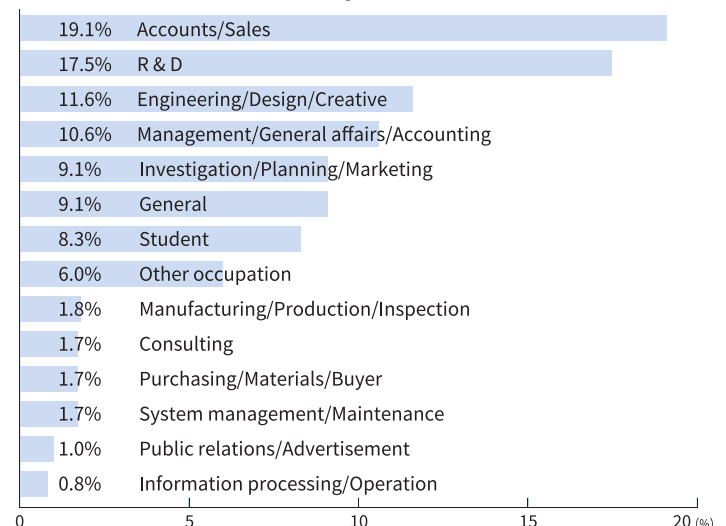 19.1% Accounts/Sales
17.5% R & D
11.6% Engineering/Design/Creative
10.6% Management/General affairs/Accounting
9.1% Investigation/Planning/Marketing
9.1% General
8.3% Student
6.0% Other occupation
1.8% Manufacturing/Production/Inspection
1.7% Consulting
1.7% Purchasing/Materials/Buyer
1.7% System management/Maintenance
1.0% Public relations/Advertisement
0.8% Information processing/Operation
0 5 10 15 20 (%)